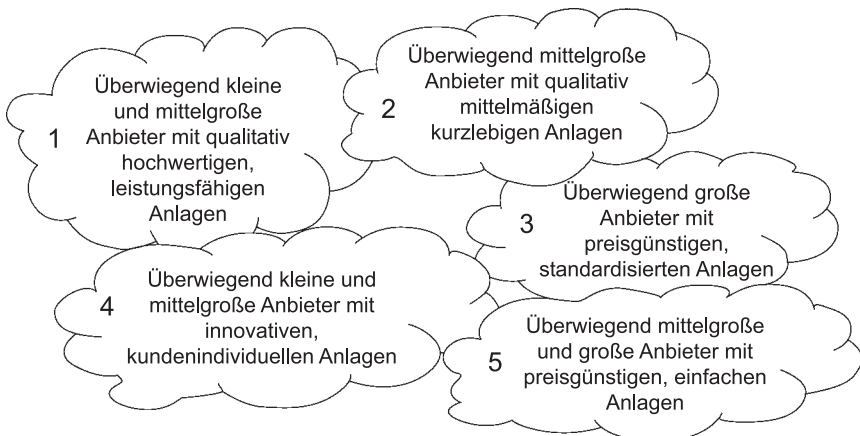 Überwiegend kleine
und mittelgroße
1 Anbieter mit qualitativ
hochwertigen,
leistungsfähigen
Anlagen
Überwiegend mittelgroße
Anbieter mit qualitativ
2 mittelmäßigen
kurzlebigen Anlagen
Überwiegend große
3 Anbieter mit
preisgünstigen,
standardisierten Anlagen
Überwiegend kleine und
4 mittelgroße Anbieter mit
innovativen,
kundenindividuellen Anlagen
Überwiegend mittelgroße
und große Anbieter mit
5 preisgünstigen, einfachen
Anlagen